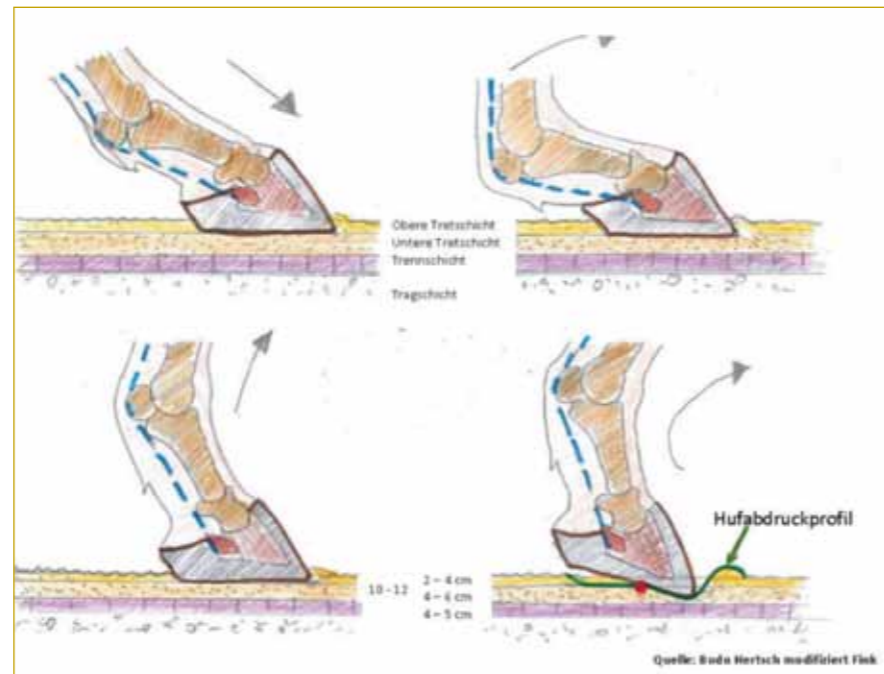 Obere Tretschicht
Untere Tretschicht
Trennschicht
Tragschicht
Hufabdruckprofil
2 – 4 cm
10 –12
4 – 6 cm
4 – 5 cm
Quelle: Bodo Hertsch modifiziert Fink